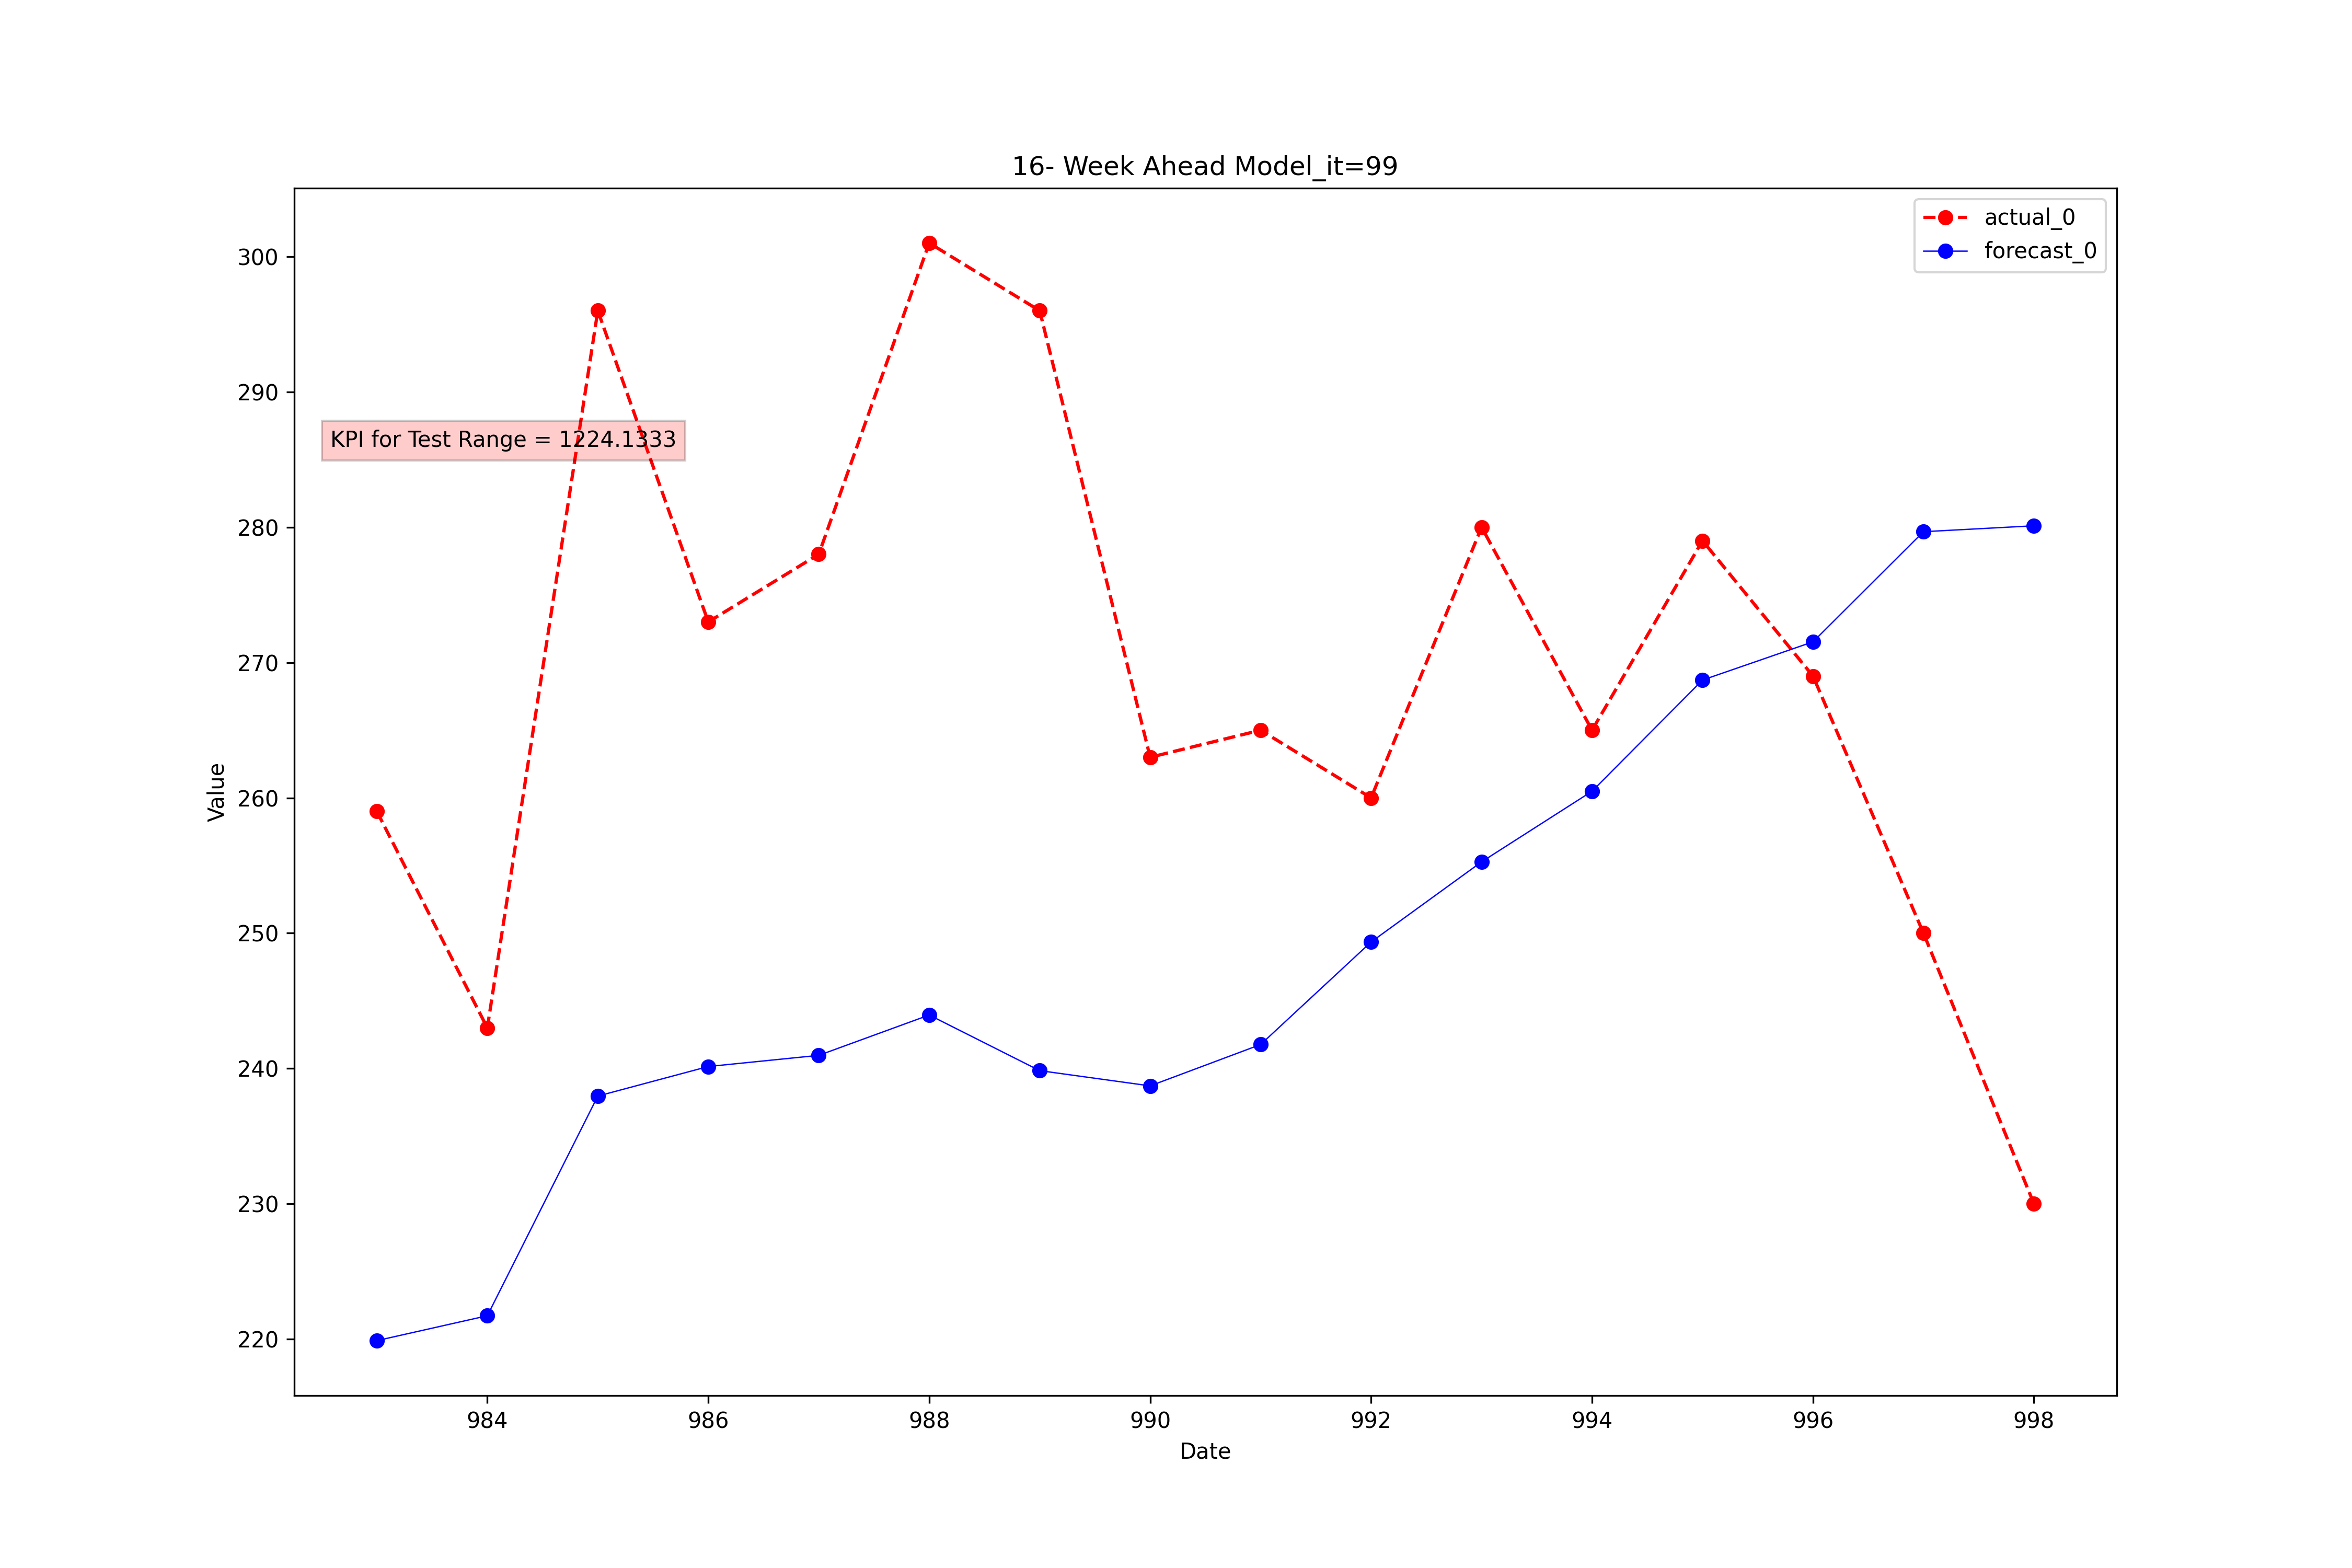 16- Week Ahead Model_it=99
actual_0
forecast_0
KPI for Test Range = 1224.1333
Value
300
290
280
270
260
250
240
230
220
984 986 988 990 992 994 996 998
Date